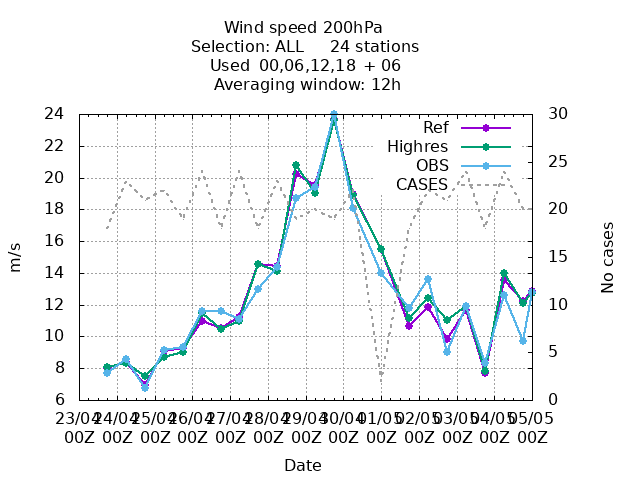 Wind speed 200hPa
Selection: ALL 24 stations
Used 00,06,12,18 + 06
Averaging window: 12h
Ref
Highres
OBS
CASES
24
22
20
18
16
14
12
10
8
6
m/s
30
25
20
15
10
5
0
No cases
23/04 24/04 25/04 26/04 27/04 28/04 29/04 30/04 01/05 02/05 03/05 04/05 05/05
00Z 00Z 00Z 00Z 00Z 00Z 00Z 00Z 00Z 00Z 00Z 00Z 00Z
Date